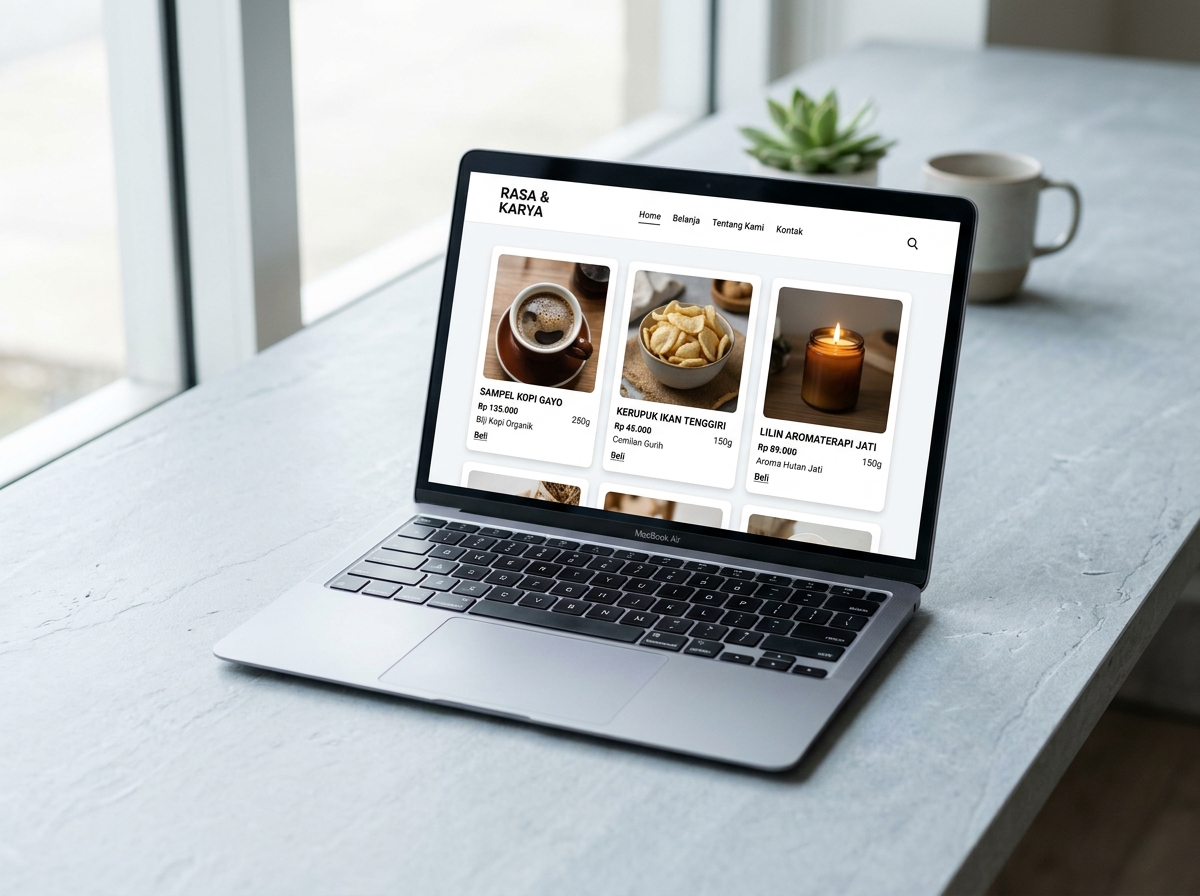 RASA &
KARYA
Home Belanja Tentang Kami Kontak
SAMPEL KOPI GAYO
Rp 135.000
250g
Biji Kopi Organik
Beli
KERUPUK IKAN TENGGIRI
Rp 45.000
150g
Cemilan Gurih
Beli
LILIN AROMATERAPI JATI
Rp 89.000
150g
Aroma Hutan Jati
Beli
MacBook Air